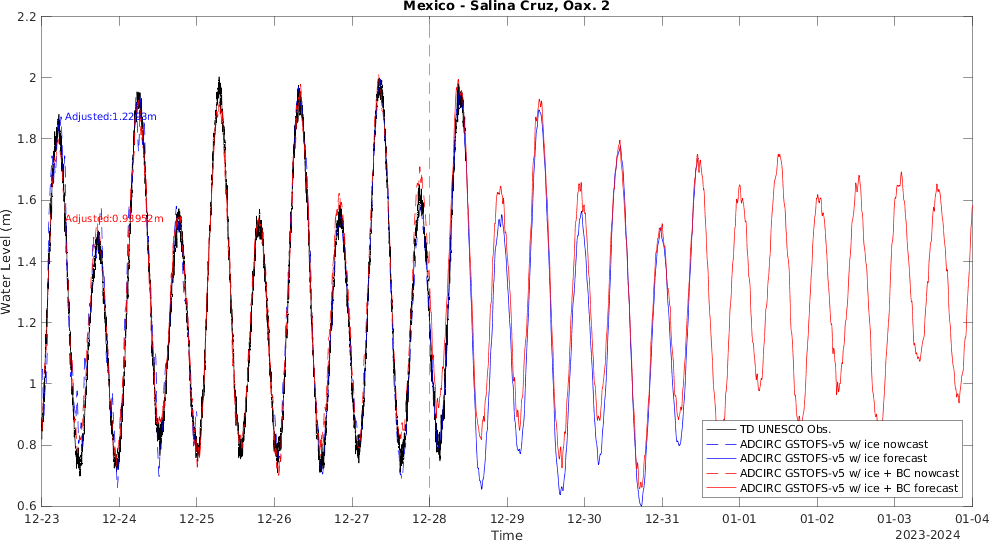 Mexico - Salina Cruz, Oax. 2
2.2
2
1.8
1.6
1.4
1.2
1
0.8
0.6
Water Level (m)
Adjusted:1.2293m
Adjusted:0.93952m
TD UNESCO Obs.
ADCIRC GSTOFS-v5 w/ ice nowcast
ADCIRC GSTOFS-v5 w/ ice forecast
ADCIRC GSTOFS-v5 w/ ice + BC nowcast
ADCIRC GSTOFS-v5 w/ ice + BC forecast
12-23 12-24 12-25 12-26 12-27 12-28 12-29 12-30 12-31 01-01 01-02 01-03 01-04
Time
2023-2024